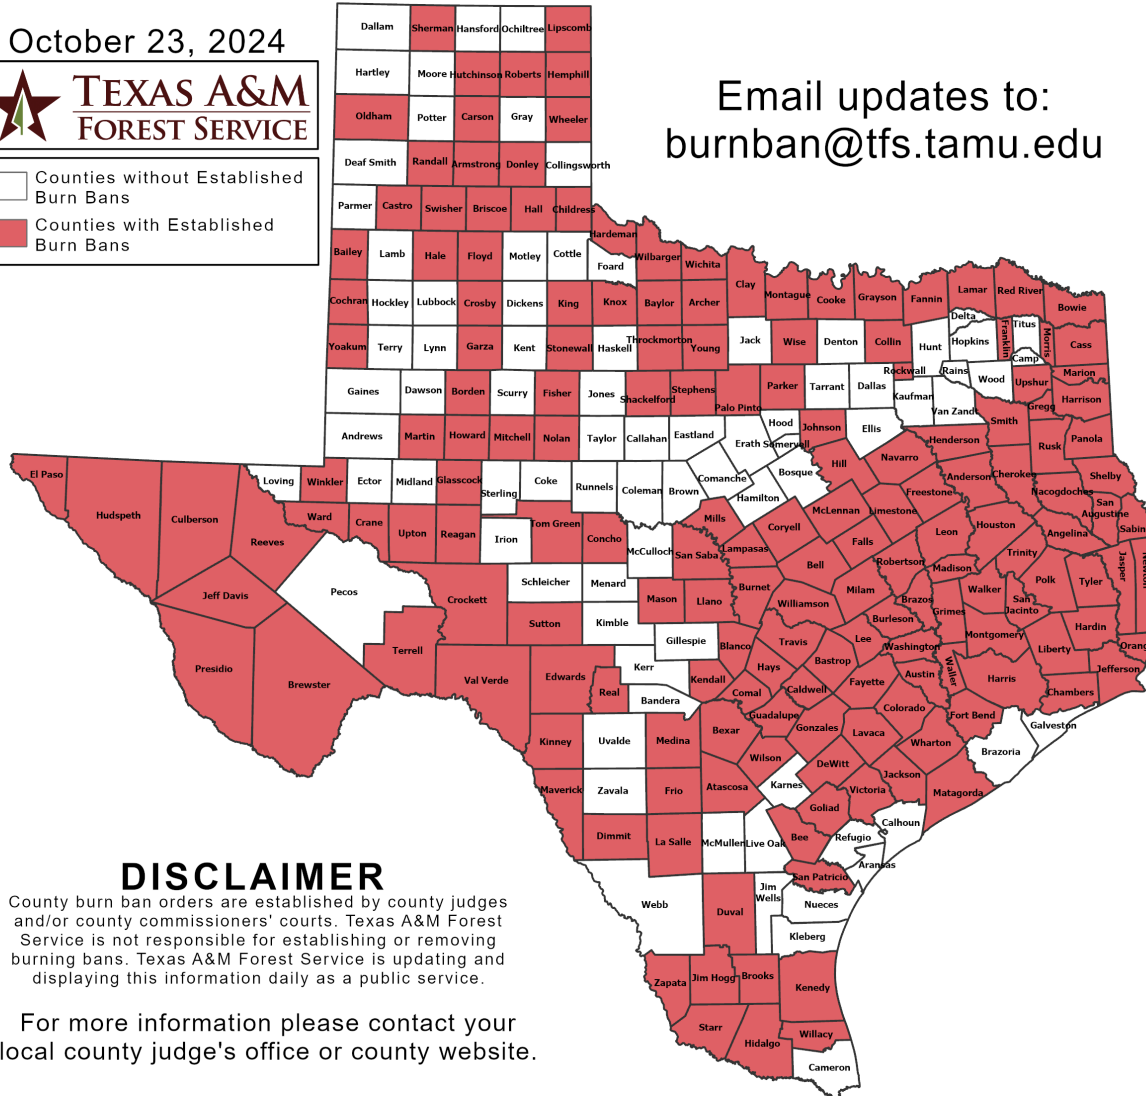 October 23, 2024
TEXAS A&M
FOREST SERVICE
Counties without Established
Burn Bans
Counties with Established
Burn Bans
Email updates to:
burnban@tfs.tamu.edu
Dallam Sherman Hansford Ochiltree Lipscomb
Hartley Moore Hutchinson Roberts Hemphill
Oldham Potter Carson Gray Wheeler
Deaf Smith Randall Armstrong Donley Collingsworth
Parmer Castro Swisher Briscoe Hall Childress
Hardeman
Bailey Lamb Hale Floyd Motley Cottle Foard Wilbarger Wichita
Clay Montague Cooke Grayson Fannin Lamar Red River Bowie
Cochran Hockley Lubbock Crosby Dickens King Knox Baylor Archer
Delta Hopkins Franklin Titus Morris Cass
Yoakum Terry Lynn Garza Kent Stonewall Haskell Throckmorton Young Jack Wise Denton Collin Hunt
Camp
Rockwall Rains Wood Upshur Marion
Gaines Dawson Borden Scurry Fisher Jones Shackelford Stephens Palo Pinto Parker Tarrant Dallas Kaufman Van Zandt Gregg Harrison
Andrews Martin Howard Mitchell Nolan Taylor Callahan Eastland Erath Hood Somervell Johnson Ellis Henderson Smith Rusk Panola
El Paso Hudspeth Culberson Reeves Loving Winkler Ector Midland Glasscock Sterling Coke Runnels Coleman Brown Comanche Hamilton Bosque Hill Navarro Freestone Anderson Cherokee Nacogdoches Shelby
San
Augustine
Sabin
Ward Crane Upton Reagan Irion Tom Green Concho McCulloch San Saba Mills Lampasas Coryell McLennan Limestone Falls Leon Houston Angelina Trinity
Jeff Davis Pecos Crockett Schleicher Menard Mason Llano Burnet Bell Williamson Milam Robertson Brazos Madison Grimes Walker
San
Jacinto
Polk Tyler Jasper Newton
Presidio Brewster Terrell Val Verde Sutton Kimble Gillespie Blanco Travis Lee Burleson Washington Montgomery Liberty Hardin Orang
Edwards Real Kerr Bandera Kendall Comal Hays Caldwell Bastrop Fayette Austin Waller Harris Chambers Jefferson
Kinney Uvalde Medina Bexar Guadalupe Gonzales Lavaca Colorado Wharton Fort Bend Brazoria Galveston
Maverick Zavala Frio Atascosa Wilson Karnes DeWitt Victoria Jackson Matagorda
Dimmit La Salle McMullen Live Oak Bee Goliad Refugio Calhoun Aransas
Webb Duval
Jim
Wells
San Patricio Nueces
Kleberg
Zapata Jim Hogg Brooks Kenedy
Starr Hidalgo Willacy
Cameron
DISCLAIMER
County burn ban orders are established by county judges
and/or county commissioners' courts. Texas A&M Forest
Service is not responsible for establishing or removing
burning bans. Texas A&M Forest Service is updating and
displaying this information daily as a public service.
For more information please contact your
local county judge's office or county website.